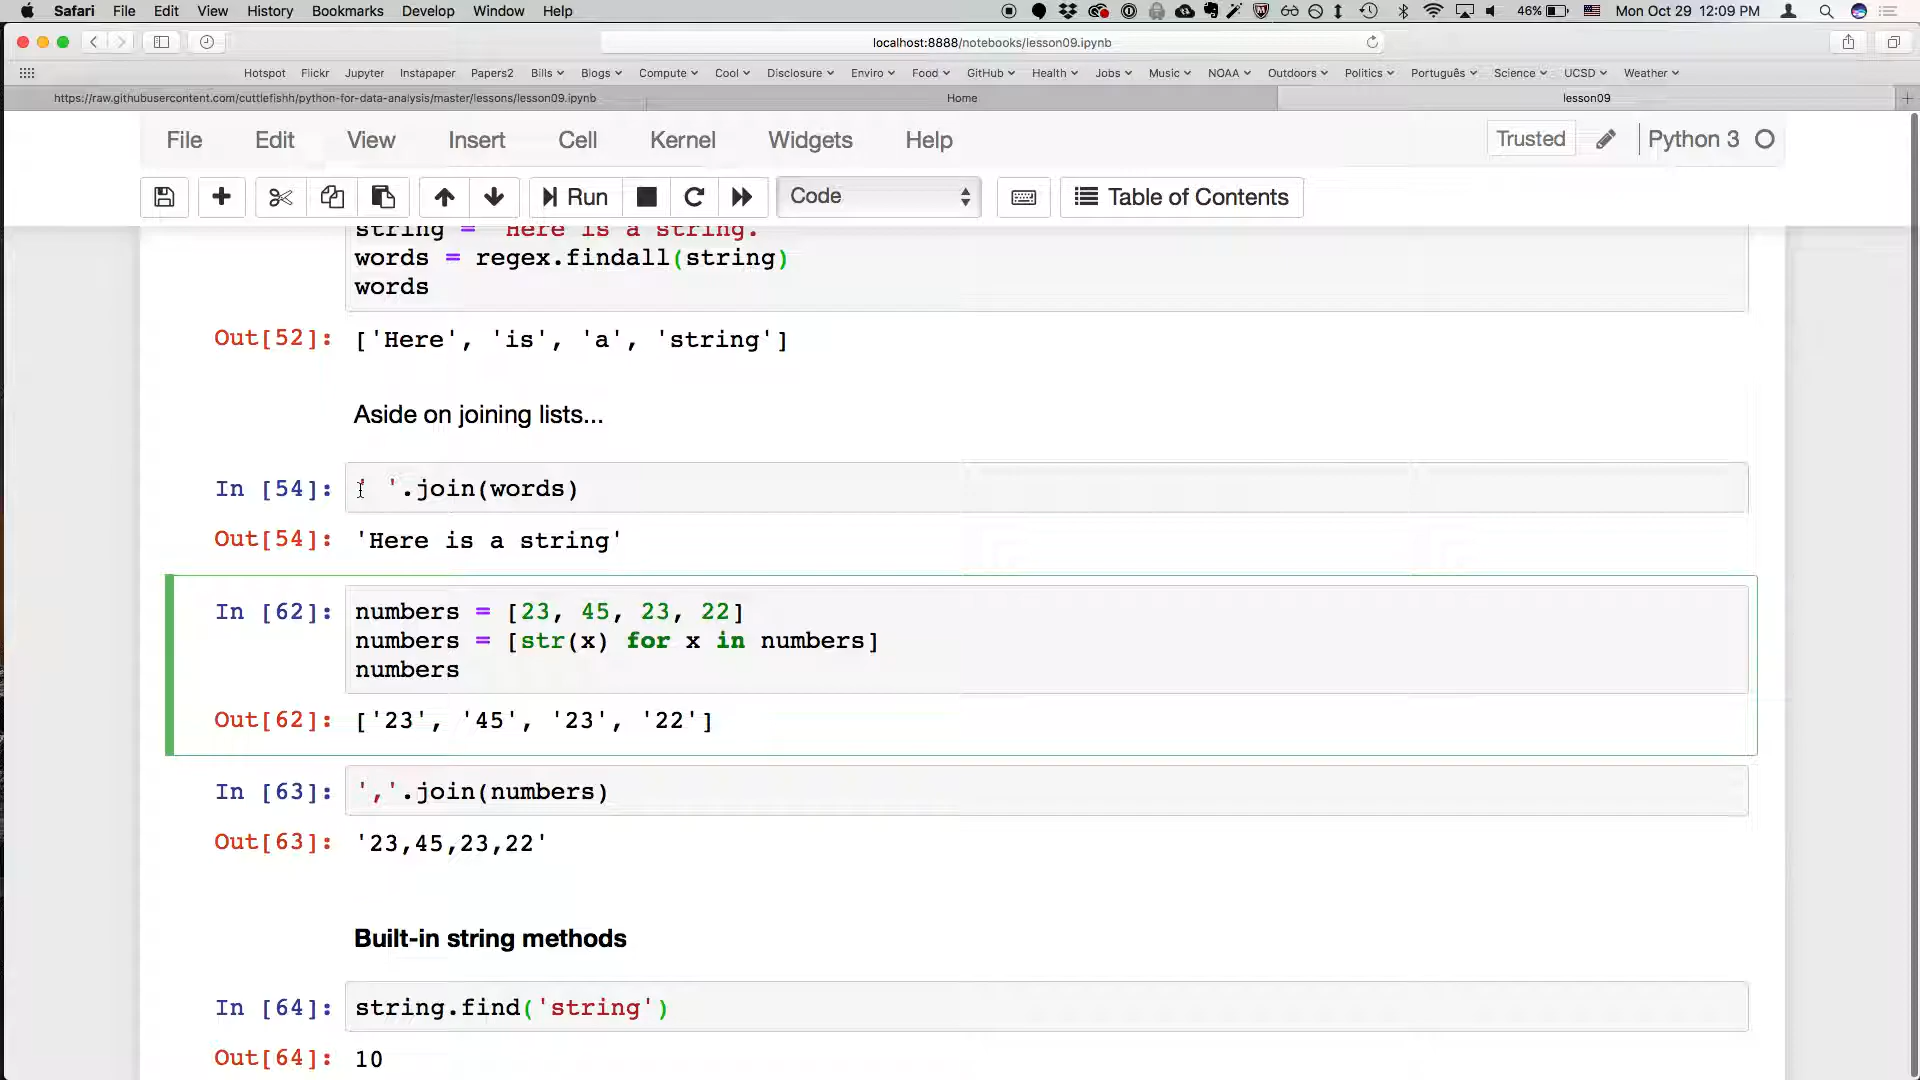 Safari File Edit View History Bookmarks Develop Window Help 46% Mon Oct 29 12:09 PM
localhost:8888/notebooks/lesson09.ipynb
Hotspot Flickr Jupyter Instapaper Papers2 Bills Blogs Compute Cool Disclosure Enviro Food GitHub Health Jobs Music NOAA Outdoors Politics Português Science UCSD Weather
https://raw.githubusercontent.com/cuttlefishh/python-for-data-analysis/master/lessons/lesson09.ipynb Home lesson09
File Edit View Insert Cell Kernel Widgets Help Trusted Python 3
Run Code Table of Contents
string = 'Here is a string.'
words = regex.findall(string)
words
Out[52]: ['Here', 'is', 'a', 'string']
Aside on joining lists...
In [54]: ' '.join(words)
Out[54]: 'Here is a string'
In [62]: numbers = [23, 45, 23, 22]
numbers = [str(x) for x in numbers]
numbers
Out[62]: ['23', '45', '23', '22']
In [63]: ','.join(numbers)
Out[63]: '23,45,23,22'
Built-in string methods
In [64]: string.find('string')
Out[64]: 10